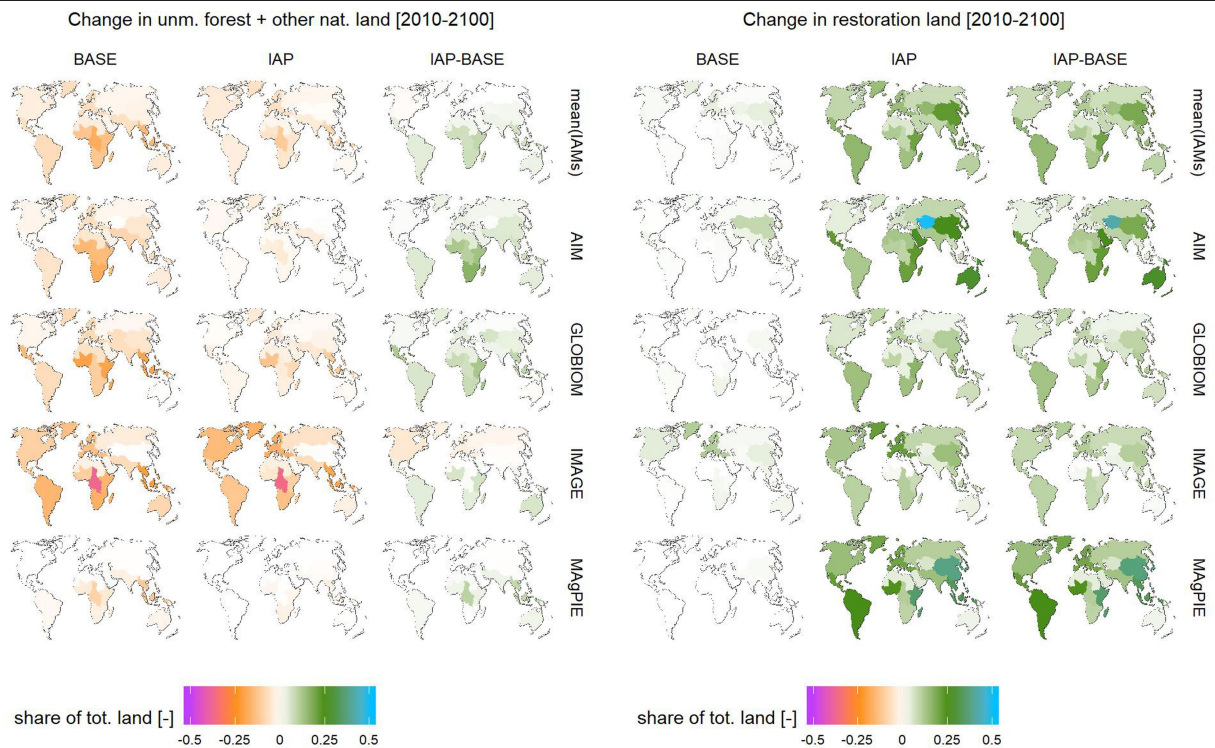 Change in unm. forest + other nat. land [2010-2100]
Change in restoration land [2010-2100]
BASE IAP IAP-BASE
BASE IAP IAP-BASE
mean(IAMs)
mean(IAMs)
AIM
AIM
GLOBIOM
GLOBIOM
IMAGE
IMAGE
MAgPIE
MAgPIE
share of tot. land [-]
-0.5 -0.25 0 0.25 0.5
share of tot. land [-]
-0.5 -0.25 0 0.25 0.5